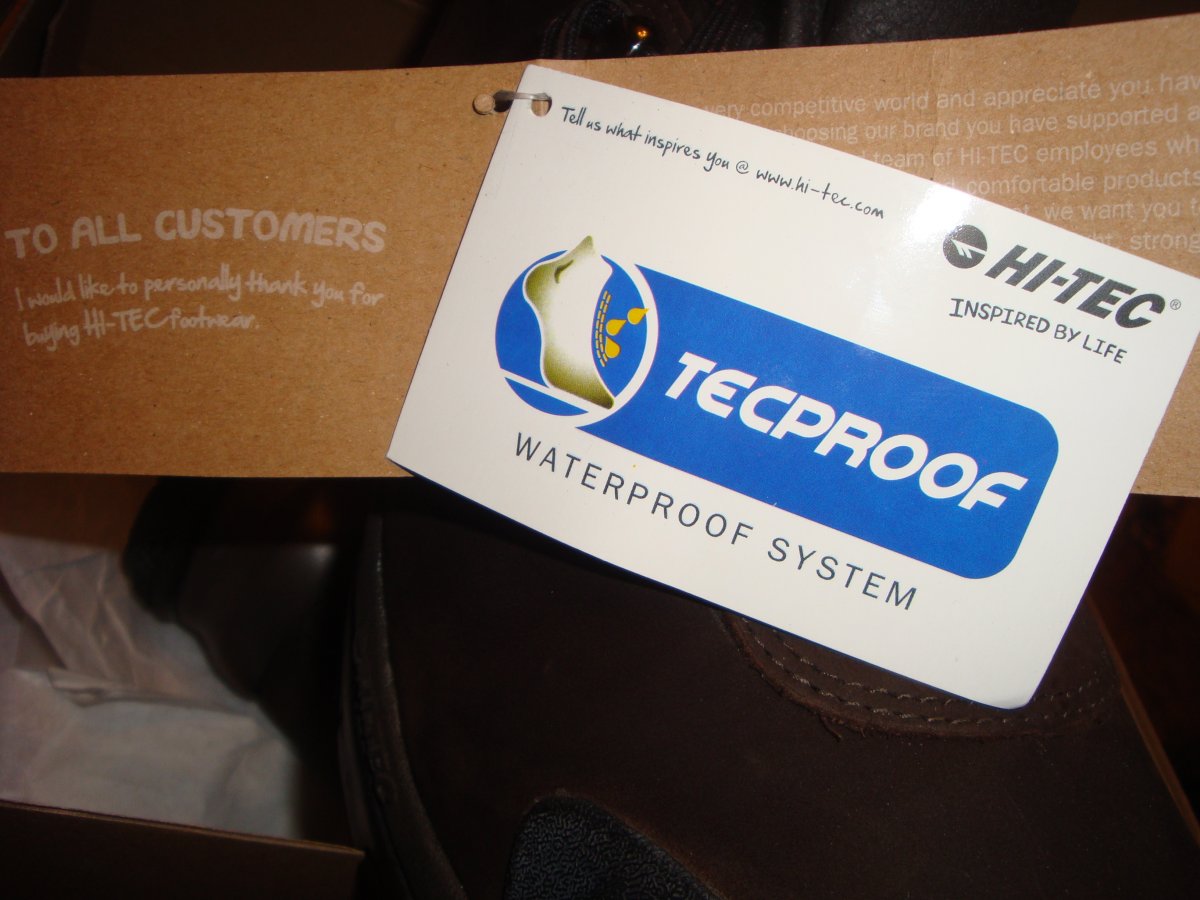 TO ALL CUSTOMERS
I would like to personally thank you for
buying HI-TEC footwear.
very competitive world and appreciate you
choosing our brand you have supported
team of HI-TEC employees
comfortable products
we want you
strong
Tell us what inspires you @ www.hi-tec.com
HI-TEC®
INSPIRED BY LIFE
TECPROOF
WATERPROOF SYSTEM